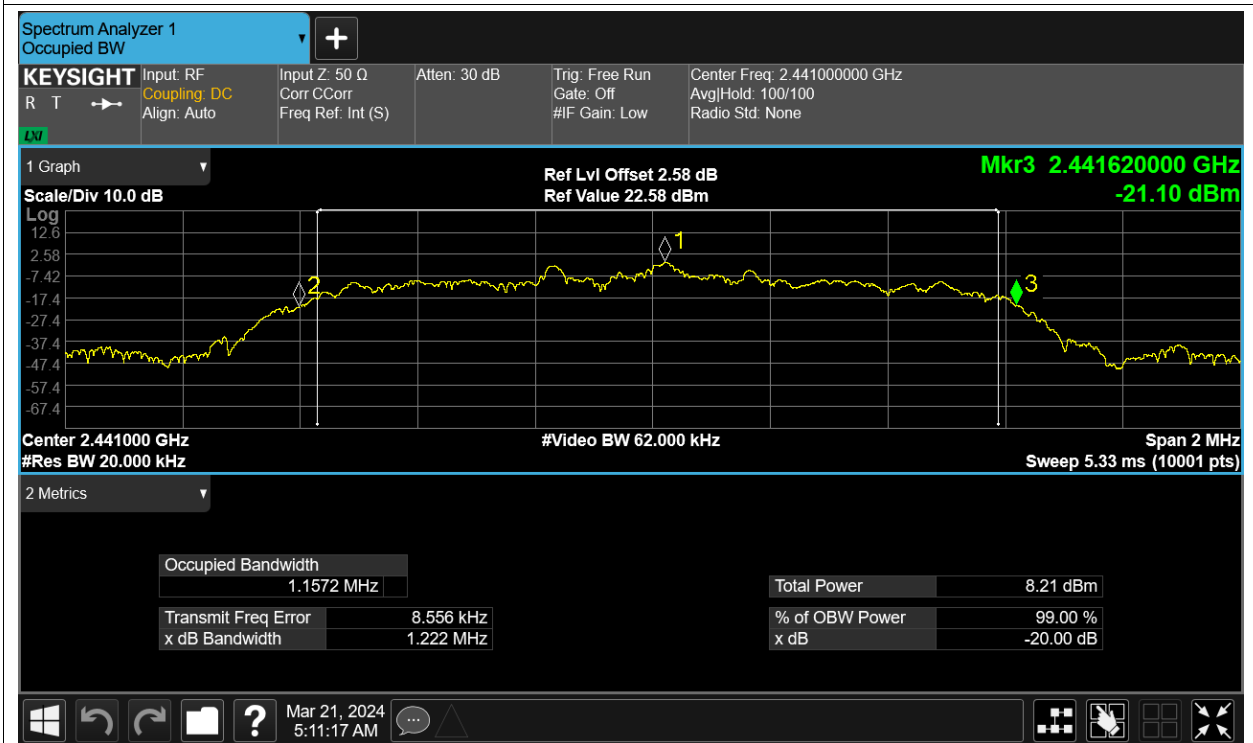 Spectrum Analyzer 1
Occupied BW
KEYSIGHT
R T
LXI
Input: RF
Coupling: DC
Align: Auto
Input Z: 50 Ω
Corr CCorr
Freq Ref: Int (S)
Atten: 30 dB
Trig: Free Run
Gate: Off
#IF Gain: Low
Center Freq: 2.441000000 GHz
Avg|Hold: 100/100
Radio Std: None
1 Graph
Scale/Div 10.0 dB
Ref Lvl Offset 2.58 dB
Ref Value 22.58 dBm
Mkr3 2.441620000 GHz
-21.10 dBm
Log
12.6
2.58
-7.42
-17.4
-27.4
-37.4
-47.4
-57.4
-67.4
1
2
3
Center 2.441000 GHz
#Video BW 62.000 kHz
Span 2 MHz
#Res BW 20.000 kHz
Sweep 5.33 ms (10001 pts)
2 Metrics
Occupied Bandwidth
1.1572 MHz
Total Power 8.21 dBm
Transmit Freq Error 8.556 kHz
% of OBW Power 99.00 %
x dB Bandwidth 1.222 MHz
x dB -20.00 dB
?
Mar 21, 2024
5:11:17 AM